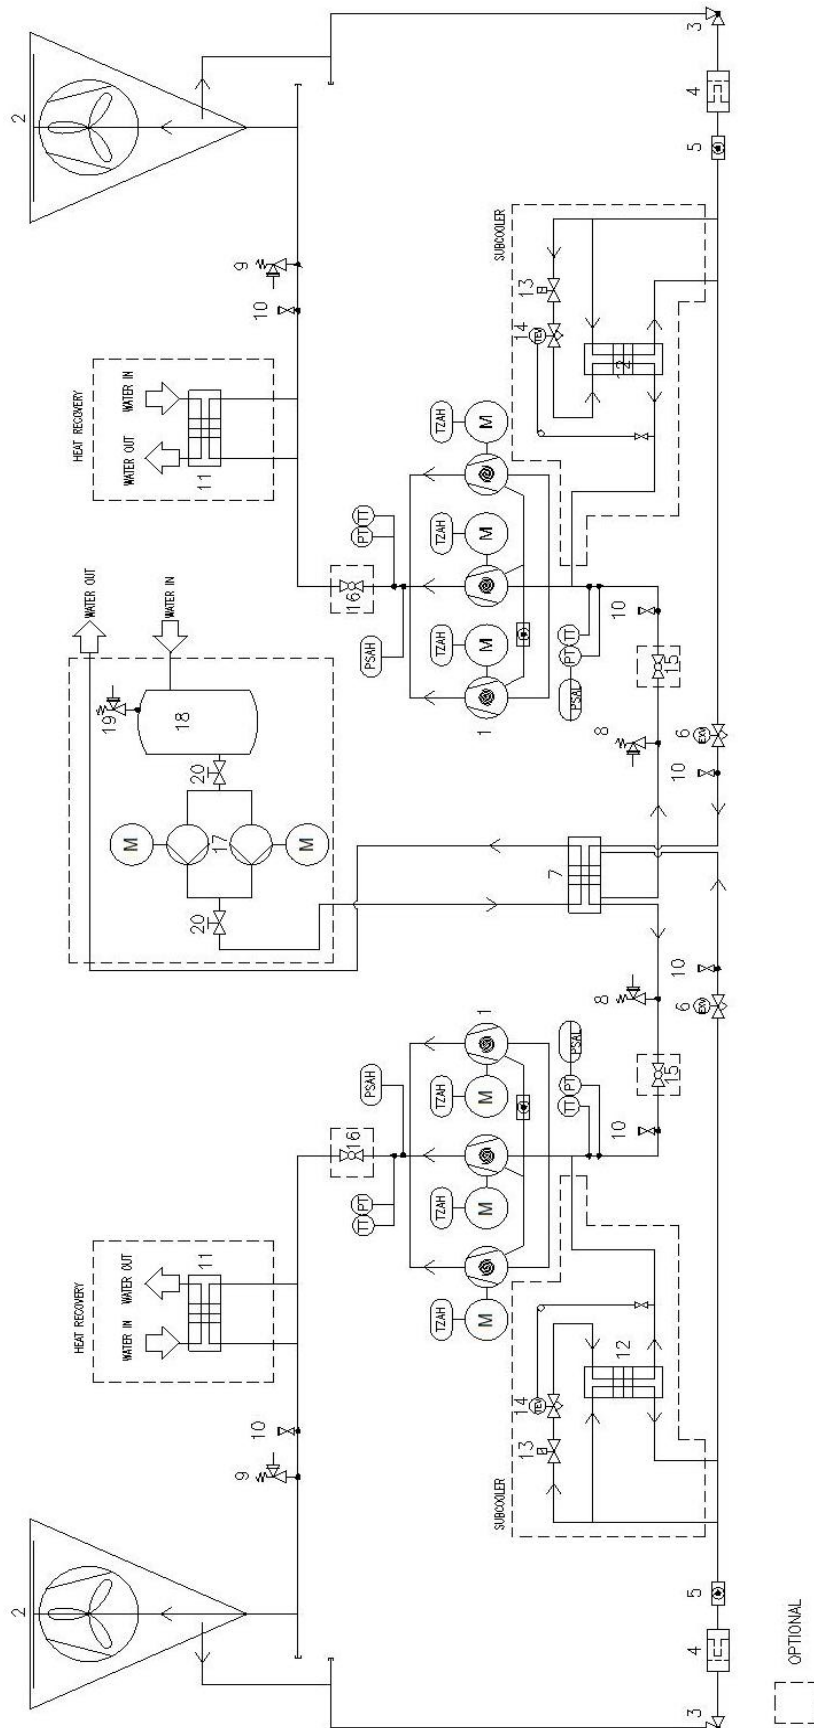 2
2
HEAT RECOVERY
HEAT RECOVERY
WATER OUT
WATER IN
WATER OUT
M
19
WATER OUT
WATER IN
WATER IN
18
20
20
11
11
17
9
10
10
9
M
TT
PT
16
PSAH
16
PSAH
PT
TT
TZAH
TZAH
TZAH
TZAH
TZAH
TZAH
M
M
M
M
M
M
1
1
SUBCOOLER
SUBCOOLER
13
14
13
14
TEV
TEV
TT
PT
PSAL
PSAL
PT
TT
7
8
8
12
12
10
15
15
10
10
10
3
4
5
6
EXV
6
EXV
5
4
3
OPTIONAL